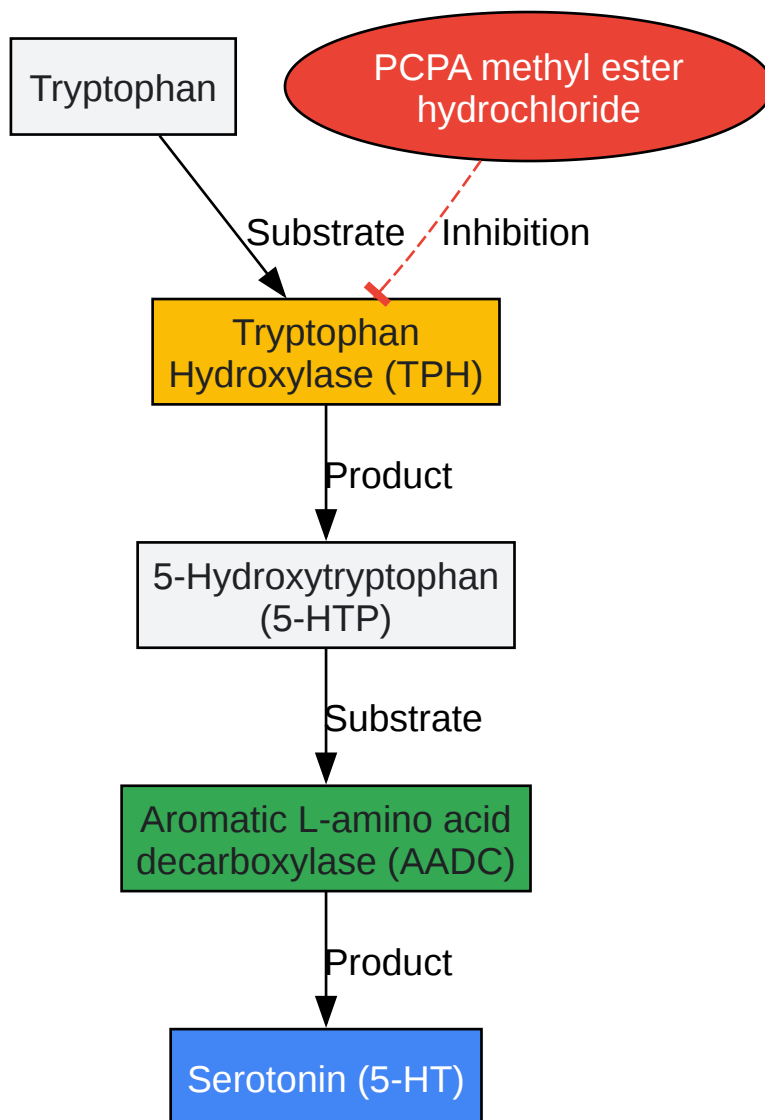 Tryptophan
PCPA methyl ester
hydrochloride
Substrate
Inhibition
Tryptophan
Hydroxylase (TPH)
Product
5-Hydroxytryptophan
(5-HTP)
Substrate
Aromatic L-amino acid
decarboxylase (AADC)
Product
Serotonin (5-HT)